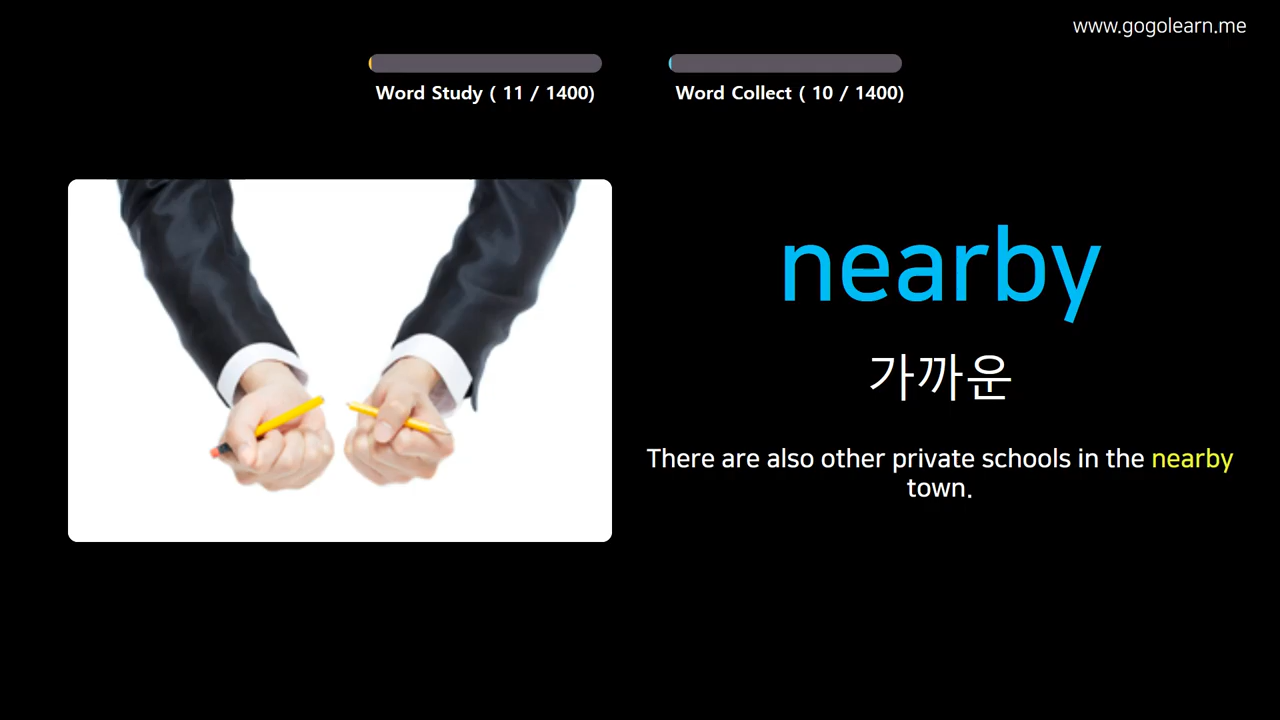 www.gogolearn.me
Word Study ( 11 / 1400)
Word Collect ( 10 / 1400)
nearby
가까운
There are also other private schools in the nearby
town.